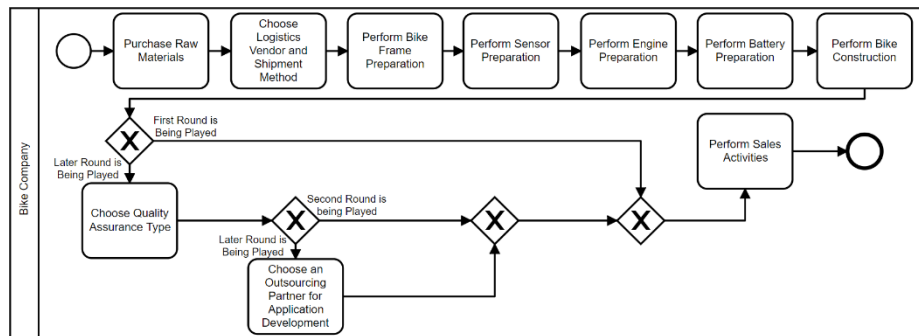 Bike Company
Purchase Raw
Materials
Choose
Logistics
Vendor and
Shipment
Method
Perform Bike
Frame
Preparation
Perform Sensor
Preparation
Perform Engine
Preparation
Perform Battery
Preparation
Perform Bike
Construction
First Round is
Being Played
Later Round is
Being Played
Choose Quality
Assurance Type
Second Round is
being Played
Later Round is
Being Played
Choose an
Outsourcing
Partner for
Application
Development
Perform Sales
Activities